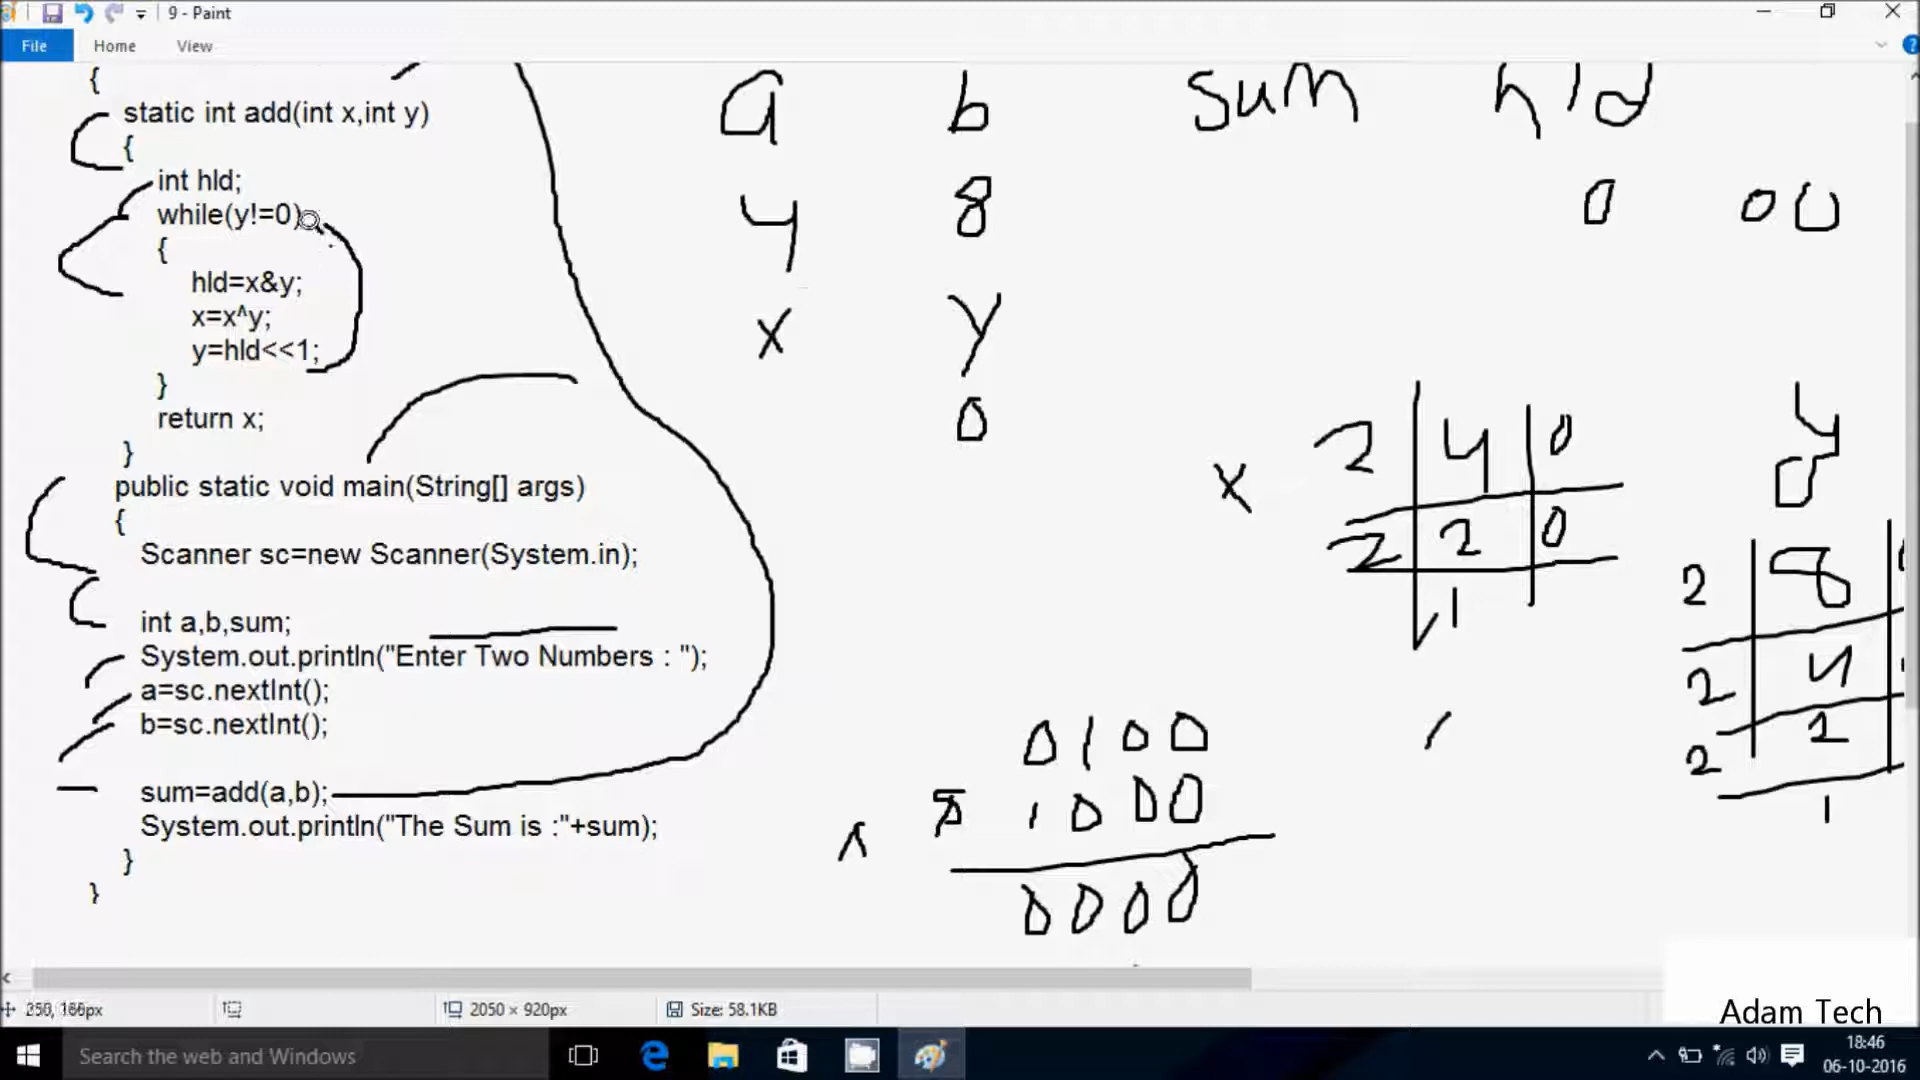 9 - Paint
File Home View
{
static int add(int x,int y)
{
int hld;
while(y!=0)
{
hld=x&y;
x=x^y;
y=hld<<1;
}
return x;
}
public static void main(String[] args)
{
Scanner sc=new Scanner(System.in);
int a,b,sum;
System.out.println("Enter Two Numbers : ");
a=sc.nextInt();
b=sc.nextInt();
sum=add(a,b);
System.out.println("The Sum is :"+sum);
}
}
a b sum hld
4 8 0 00
x y
0
x 2 4 0
2 2 0
1
y
2 8
2 4
2 2
1
0100
1000
0000
2050 × 920px
Size: 58.1KB
Adam Tech
Search the web and Windows
18:46
06-10-2016